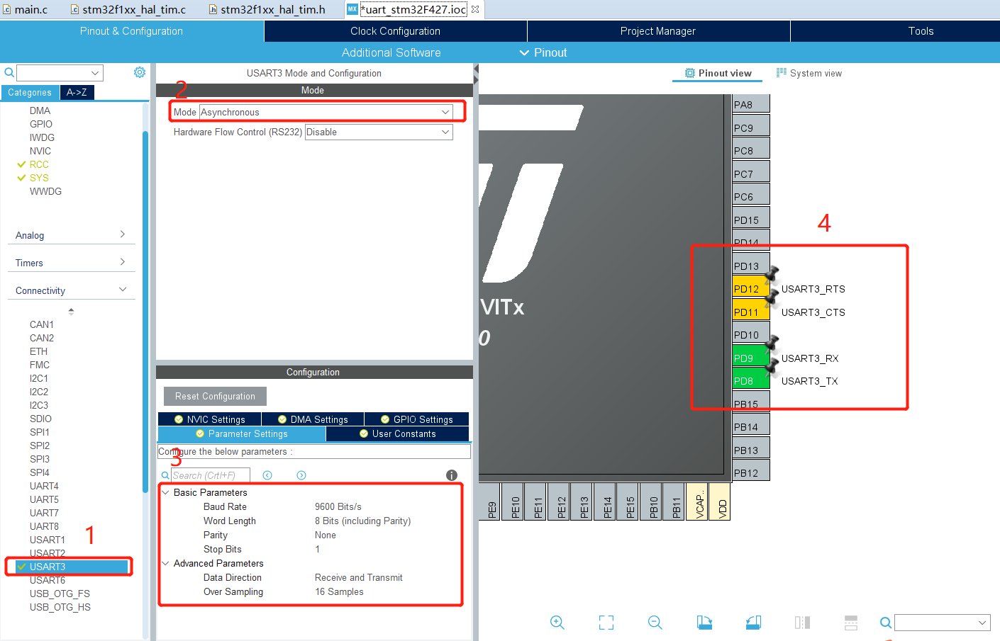 main.c
stm32f1xx_hal_tim.c
stm32f1xx_hal_tim.h
MX *uart_stm32F427.ioc
Pinout & Configuration
Clock Configuration
Project Manager
Tools
Additional Software
Pinout
Categories
A->Z
DMA
GPIO
IWDG
NVIC
RCC
SYS
WWDG
Analog
Timers
Connectivity
CAN1
CAN2
ETH
FMC
I2C1
I2C2
I2C3
SDIO
SPI1
SPI2
SPI3
SPI4
UART4
UART5
UART7
UART8
USART1
1
USART2
USART3
USART6
USB_OTG_FS
USB_OTG_HS
USART3 Mode and Configuration
Mode
2
Mode Asynchronous
Hardware Flow Control (RS232) Disable
Configuration
Reset Configuration
NVIC Settings
DMA Settings
GPIO Settings
Parameter Settings
User Constants
Configure the below parameters :
3
Search (Crtl+F)
i
Basic Parameters
Baud Rate 9600 Bits/s
Word Length 8 Bits (including Parity)
Parity None
Stop Bits 1
Advanced Parameters
Data Direction Receive and Transmit
Over Sampling 16 Samples
Pinout view
System view
VITx
0
PA8
PC9
PC8
PC7
PC6
PD15
4
PD14
PD13
PD12 USART3_RTS
PD11 USART3_CTS
PD10
PD9 USART3_RX
PD8 USART3_TX
PB15
PB14
PB13
PB12
PE9
PE10
PE11
PE12
PE13
PE14
PE15
PB10
PB11
VCAP..
VDD